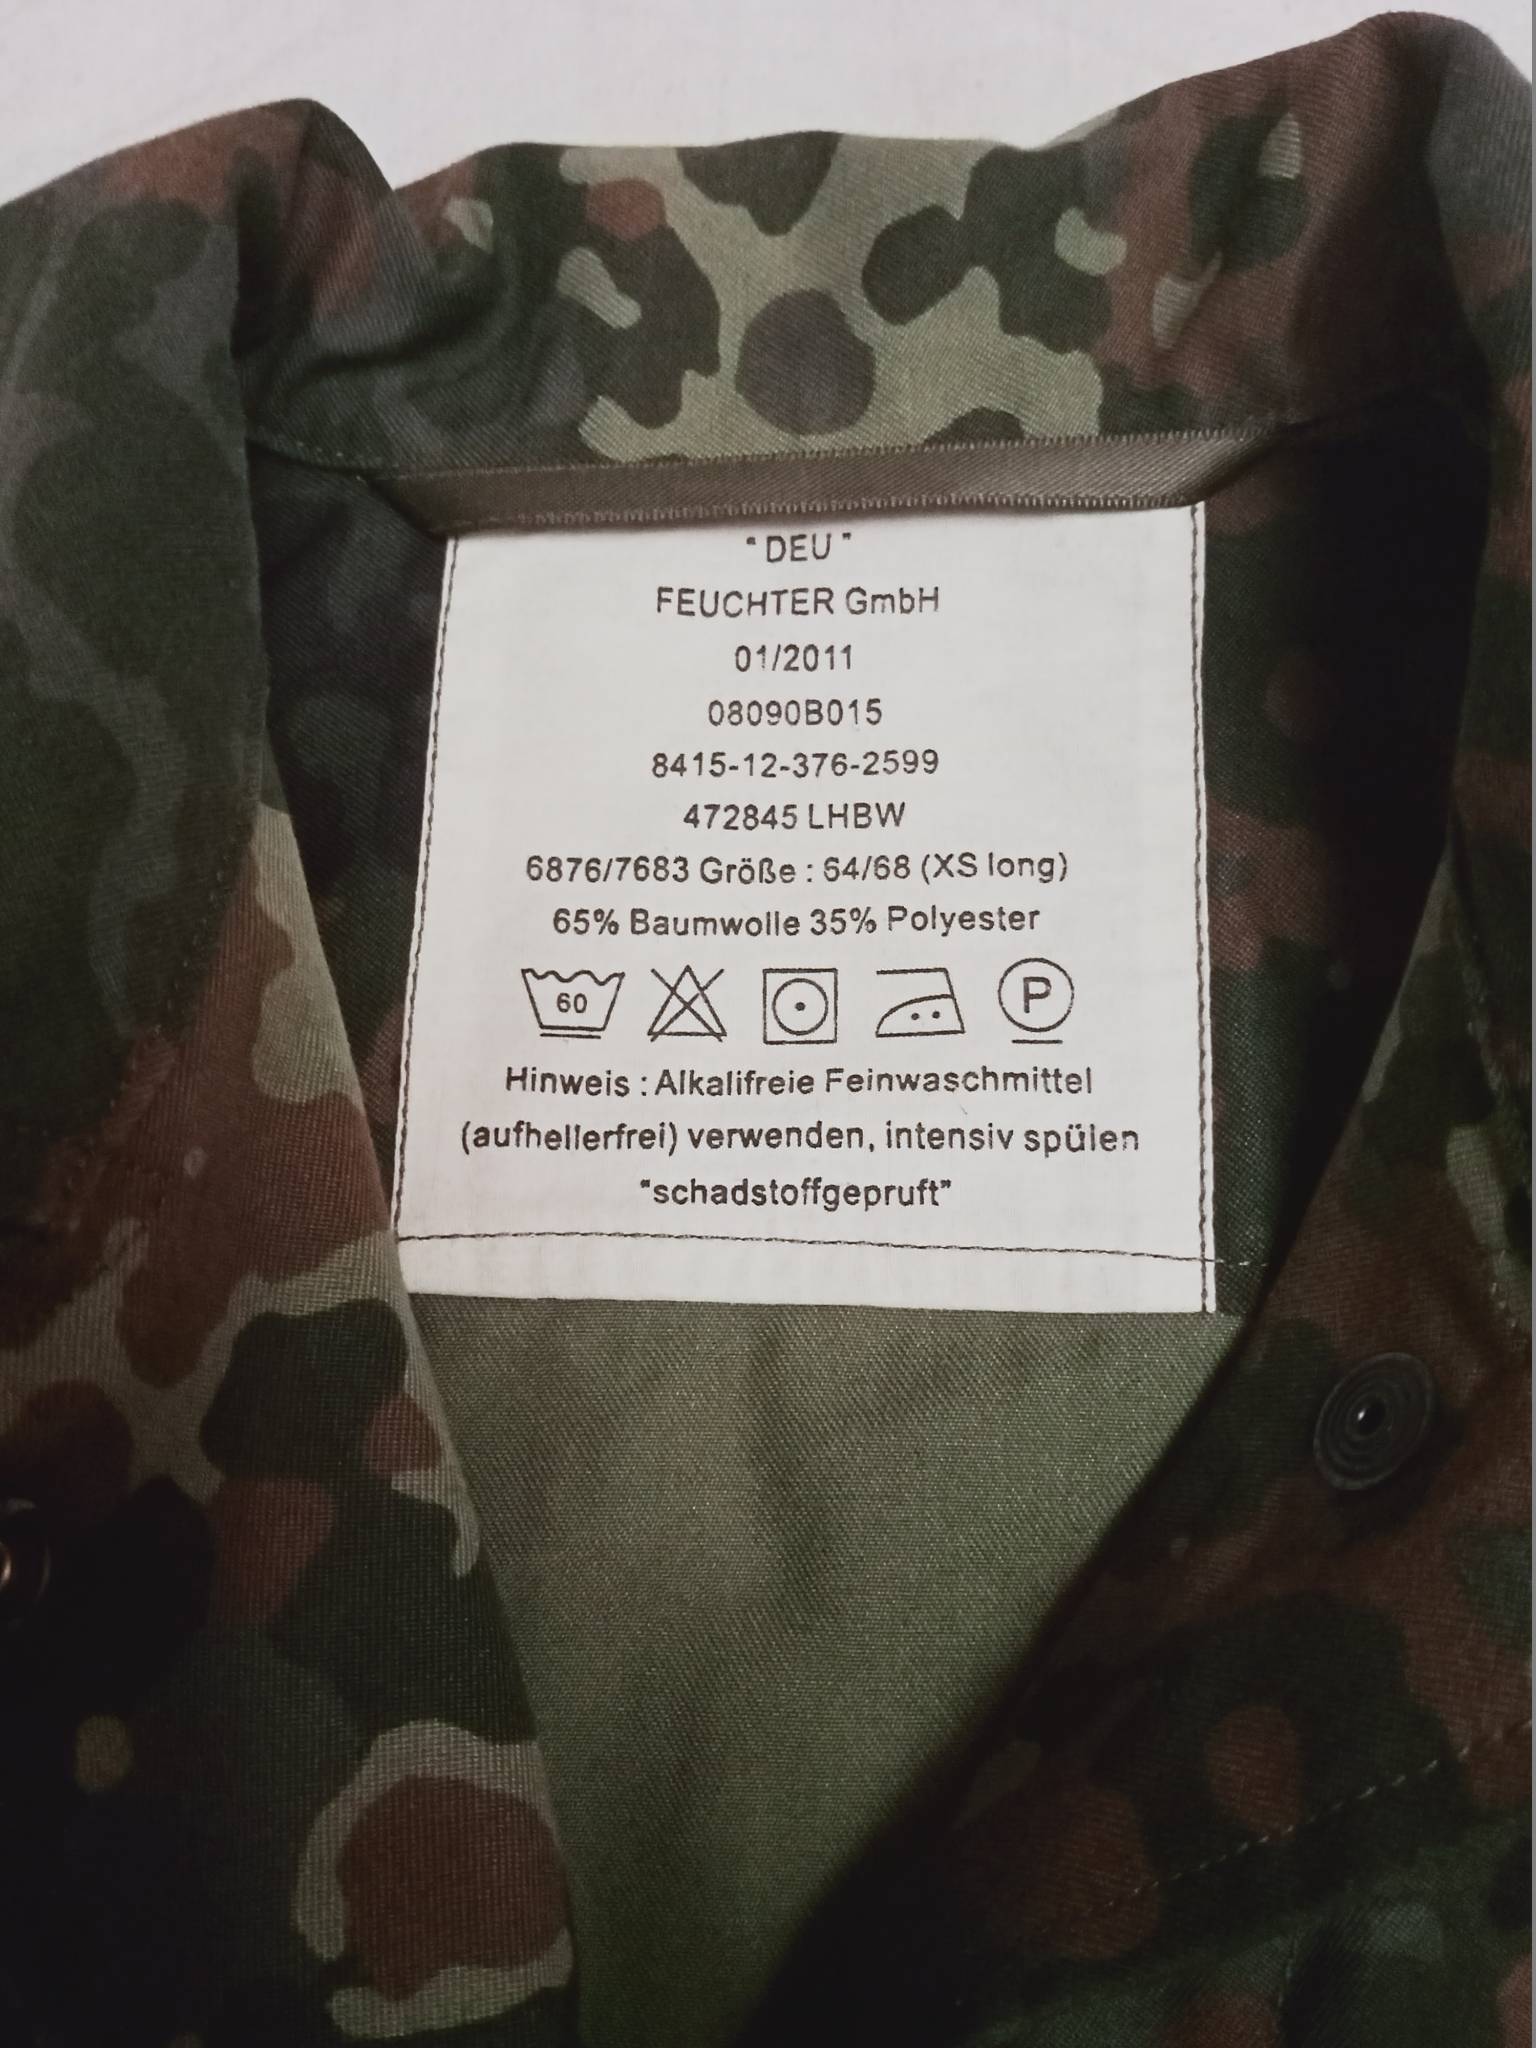 "DEU"
FEUCHTER GmbH
01/2011
08090B015
8415-12-376-2599
472845 LHBW
6876/7683 Größe : 64/68 (XS long)
65% Baumwolle 35% Polyester
60 P
Hinweis : Alkalifreie Feinwaschmittel
(aufhellerfrei) verwenden, intensiv spülen
"schadstoffgepruft"